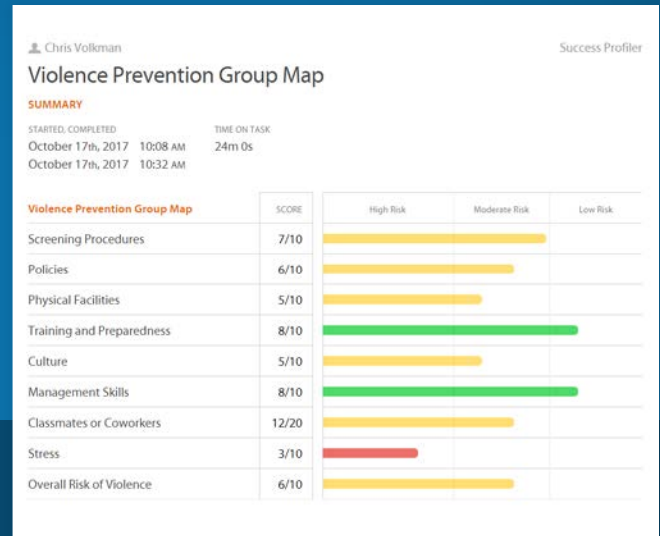 Chris Volkman Success Profiler
Violence Prevention Group Map
SUMMARY
STARTED, COMPLETED TIME ON TASK
October 17th, 2017 10:08 AM 24m 0s
October 17th, 2017 10:32 AM
Violence Prevention Group Map SCORE High Risk Moderate Risk Low Risk
Screening Procedures 7/10
Policies 6/10
Physical Facilities 5/10
Training and Preparedness 8/10
Culture 5/10
Management Skills 8/10
Classmates or Coworkers 12/20
Stress 3/10
Overall Risk of Violence 6/10